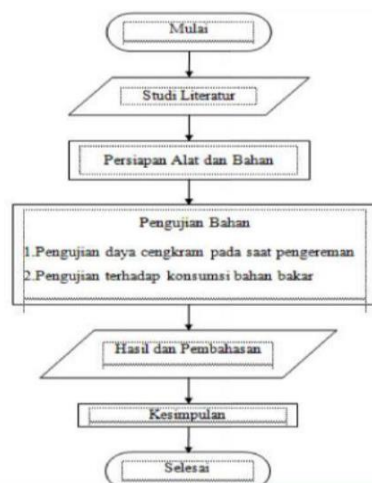 Mulai
Studi Literatur
Persiapan Alat dan Bahan
Pengujian Bahan
1.Pengujian daya cengkram pada saat pengereman
2.Pengujian terhadap konsumsi bahan bakar
Hasil dan Pembahasan
Kesimpulan
Selesai